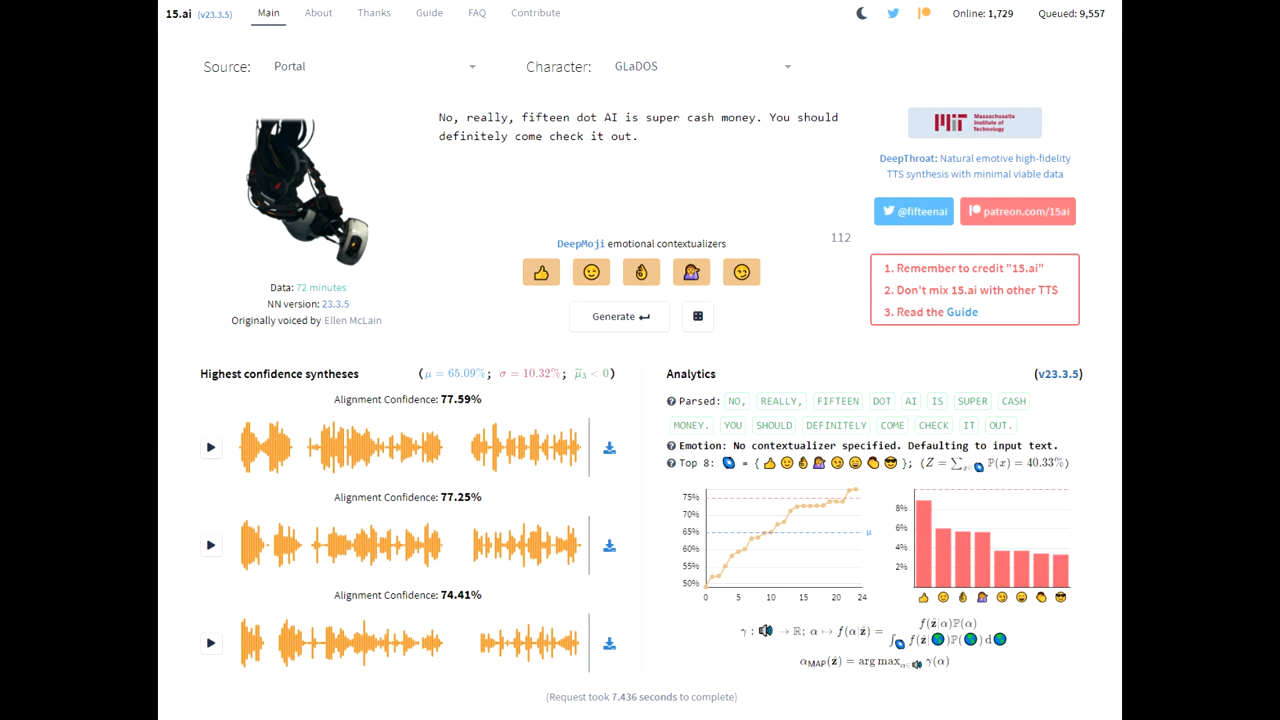 15.ai (v23.3.5) Main About Thanks Guide FAQ Contribute Online: 1,729 Queued: 9,557
Source: Portal Character: GLaDOS
No, really, fifteen dot AI is super cash money. You should
definitely come check it out.
112
DeepMoji emotional contextualizers
👍 😉 👌 💁‍♀️ 😏
Generate ↵
Data: 72 minutes
NN version: 23.3.5
Originally voiced by Ellen McLain
MIT Massachusetts
Institute of
Technology
DeepThroat: Natural emotive high-fidelity
TTS synthesis with minimal viable data
@fifteenai patreon.com/15ai
1. Remember to credit "15.ai"
2. Don't mix 15.ai with other TTS
3. Read the Guide
Highest confidence syntheses (μ = 65.09%; σ = 10.32%; μ̃₃ < 0)
Alignment Confidence: 77.59%
Alignment Confidence: 77.25%
Alignment Confidence: 74.41%
Analytics (v23.3.5)
Parsed: NO, REALLY, FIFTEEN DOT AI IS SUPER CASH
MONEY. YOU SHOULD DEFINITELY COME CHECK IT OUT.
Emotion: No contextualizer specified. Defaulting to input text.
Top 8: = { 👍 😉 👌 💁‍♀️ 😏 😄 👏 😎 }; (Z = ∑ ℙ(x) = 40.33%)
75%
70%
65% μ
60%
55%
50%
0 5 10 15 20 24
8%
6%
4%
2%
γ : 🔊 → ℝ; α ↦ f(α|ẑ) = f(ẑ|α)ℙ(α) / ∫ f(ẑ|🌎)ℙ(🌎) d🌎
α_MAP(ẑ) = arg max_α∈🔊 γ(α)
(Request took 7.436 seconds to complete)